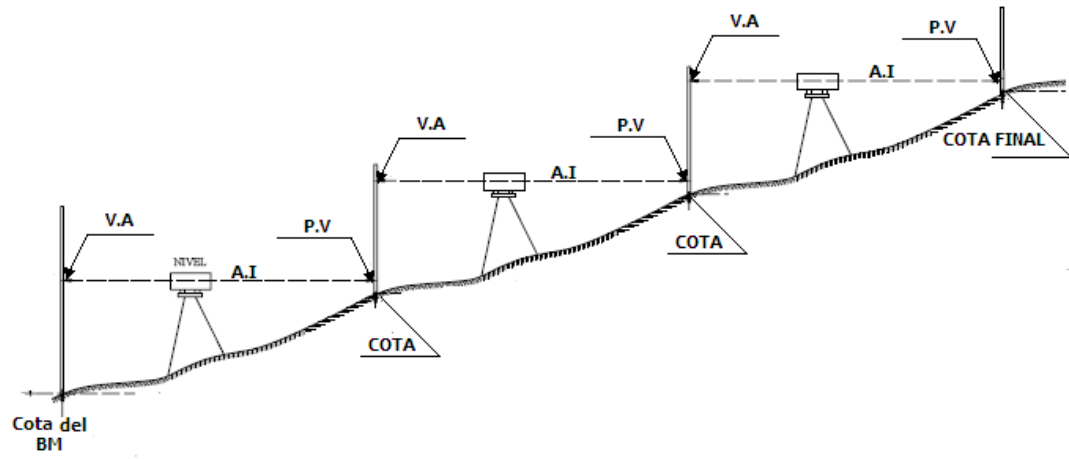 V.A
P.V
A.I
COTA FINAL
V.A
P.V
A.I
COTA
V.A
P.V
NIVEL
A.I
COTA
Cota del
BM